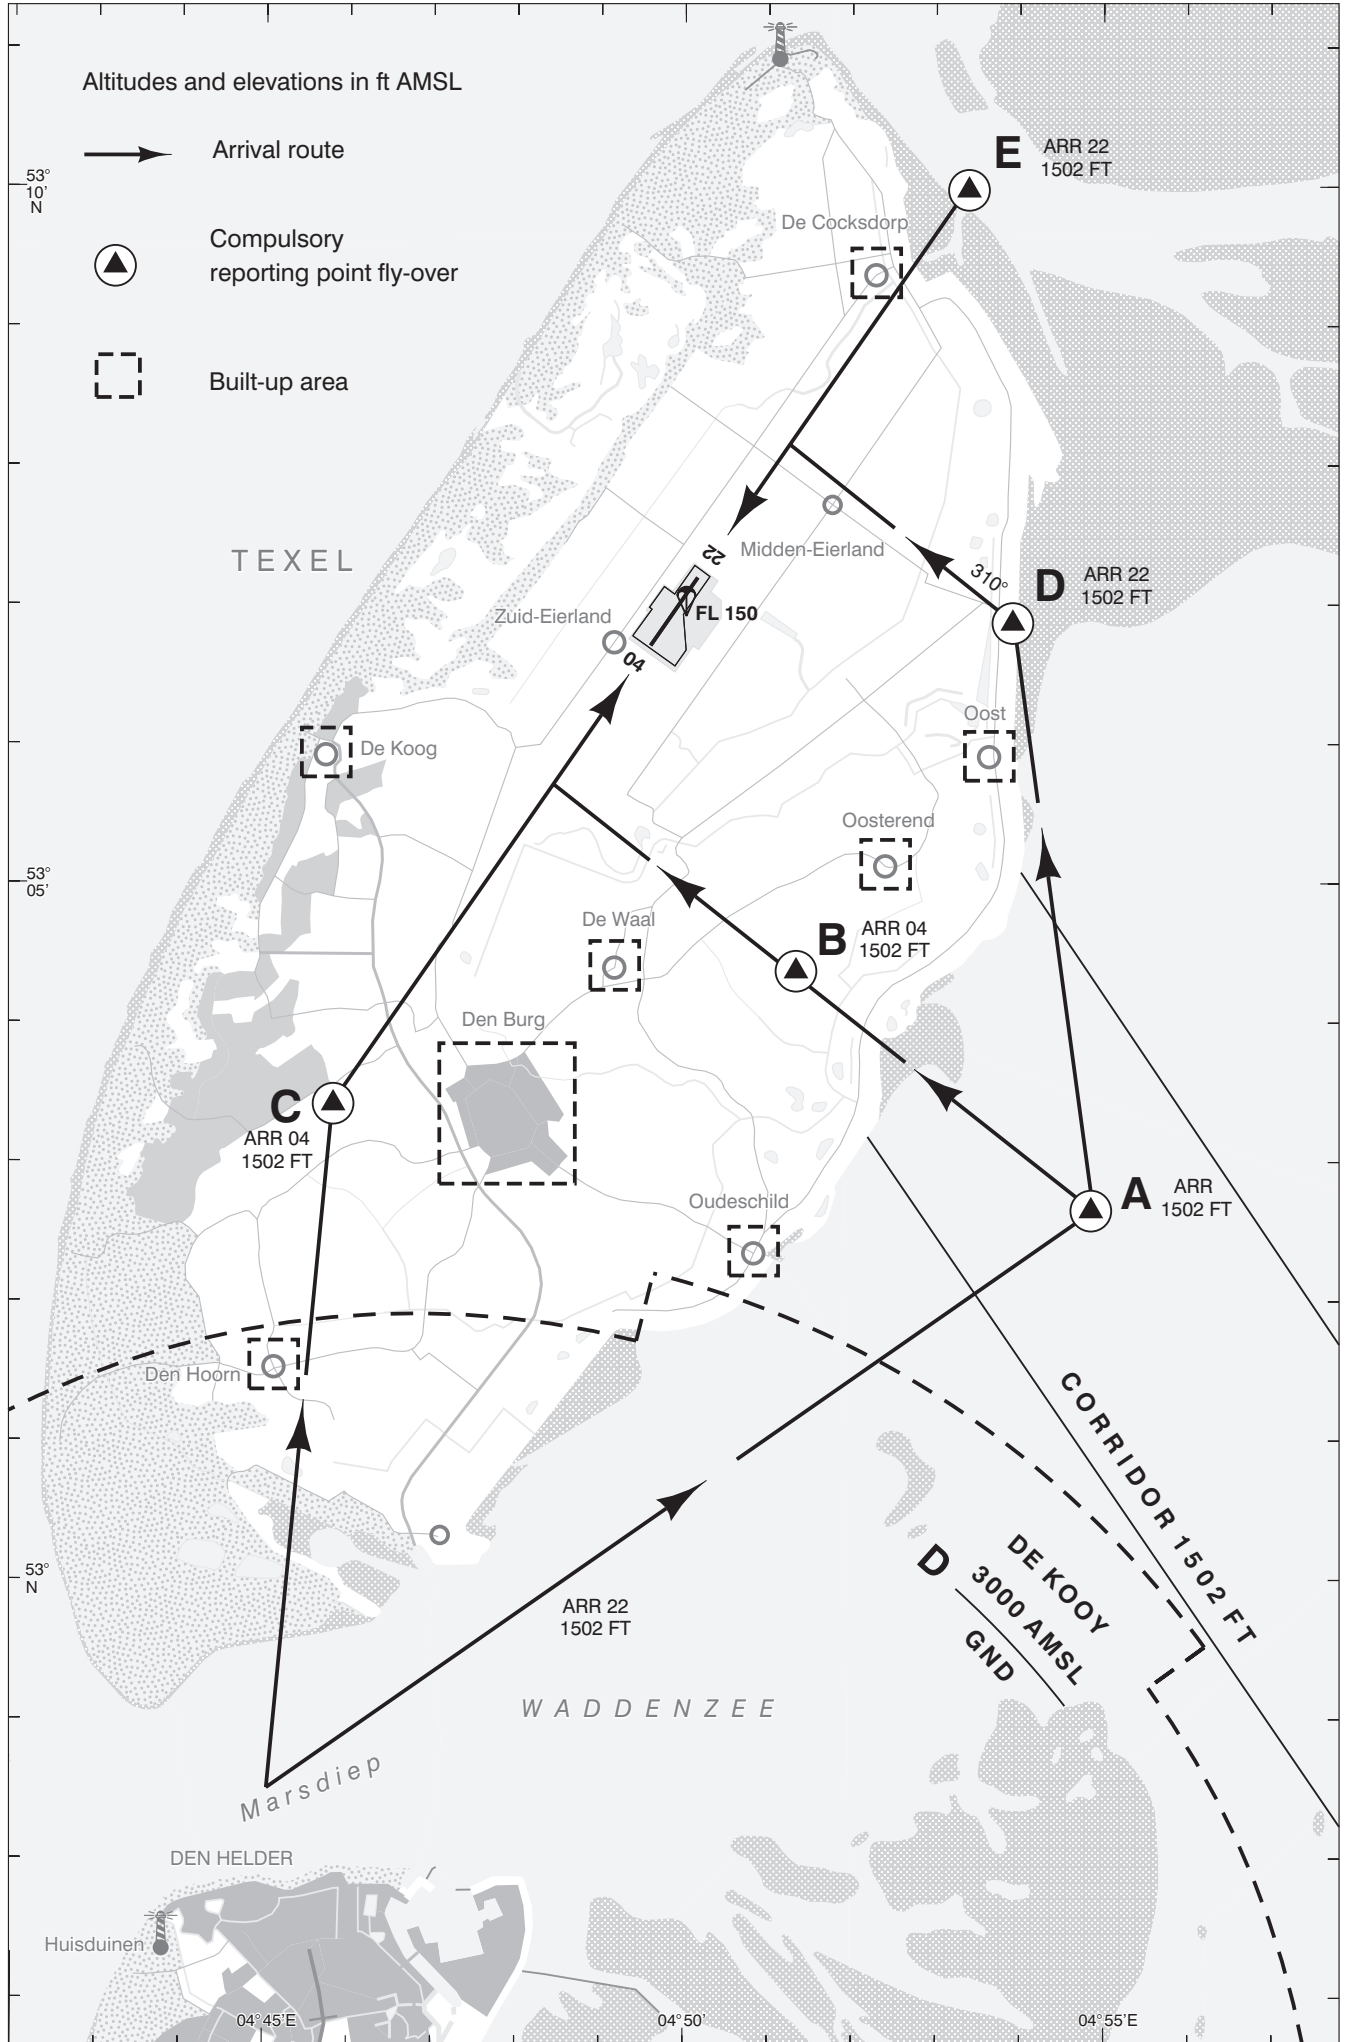 Altitudes and elevations in ft AMSL
Arrival route
Compulsory
reporting point fly-over
Built-up area
53°
10'
N
E
ARR 22
1502 FT
De Cocksdorp
TEXEL
22
Midden-Eierland
310°
D
ARR 22
1502 FT
Zuid-Eierland
FL 150
04
De Koog
Oost
Oosterend
53°
05'
De Waal
B
ARR 04
1502 FT
Den Burg
C
ARR 04
1502 FT
Oudeschild
A
ARR
1502 FT
Den Hoorn
CORRIDOR 1502 FT
D
DE KOOY
3000 AMSL
GND
53°
N
ARR 22
1502 FT
WADDENZEE
Marsdiep
DEN HELDER
Huisduinen
04°45'E
04°50'
04°55'E